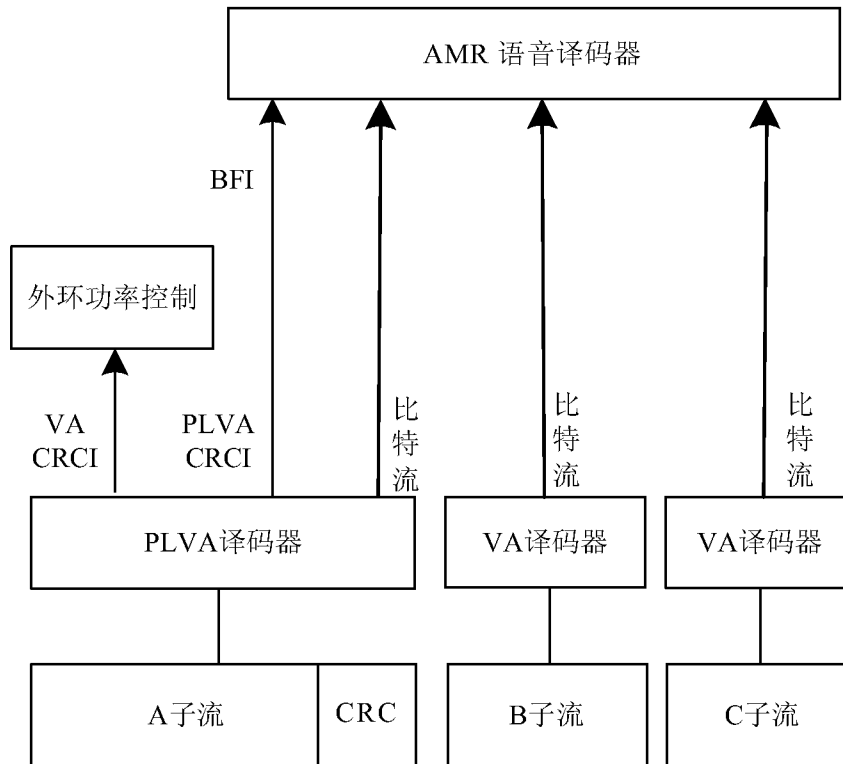 AMR 语音译码器
BFI
外环功率控制
VA
CRCI
PLVA
CRCI
比特流
比特流
比特流
PLVA译码器
VA译码器
VA译码器
A子流
CRC
B子流
C子流